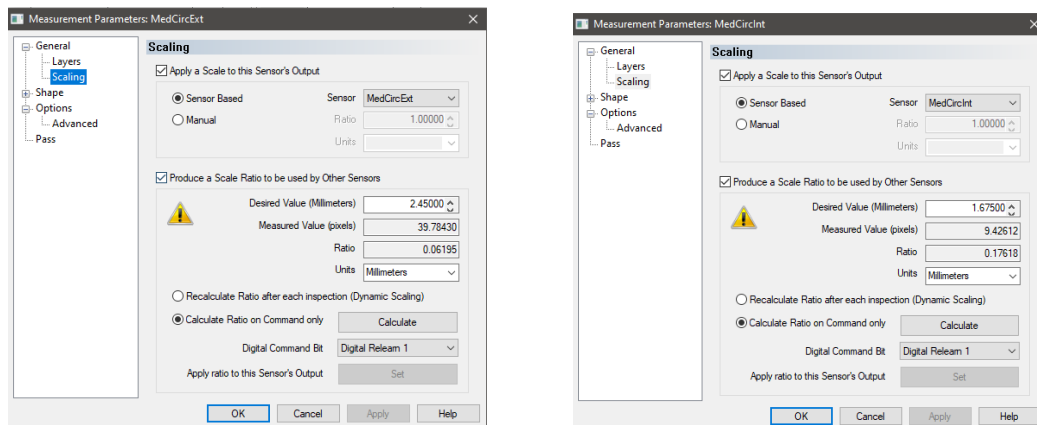 Measurement Parameters: MedCircExt
General
Layers
Scaling
Shape
Options
Advanced
Pass
Scaling
Apply a Scale to this Sensor's Output
Sensor Based
Sensor
MedCircExt
Manual
Ratio
1.00000
Units
Produce a Scale Ratio to be used by Other Sensors
Desired Value (Millimeters)
2.45000
Measured Value (pixels)
39.78430
Ratio
0.06195
Units
Millimeters
Recalculate Ratio after each inspection (Dynamic Scaling)
Calculate Ratio on Command only
Calculate
Digital Command Bit
Digital Relearn 1
Apply ratio to this Sensor's Output
Set
OK
Cancel
Apply
Help
Measurement Parameters: MedCircInt
General
Layers
Scaling
Shape
Options
Advanced
Pass
Scaling
Apply a Scale to this Sensor's Output
Sensor Based
Sensor
MedCircInt
Manual
Ratio
1.00000
Units
Produce a Scale Ratio to be used by Other Sensors
Desired Value (Millimeters)
1.67500
Measured Value (pixels)
9.42612
Ratio
0.17618
Units
Millimeters
Recalculate Ratio after each inspection (Dynamic Scaling)
Calculate Ratio on Command only
Calculate
Digital Command Bit
Digital Relearn 1
Apply ratio to this Sensor's Output
Set
OK
Cancel
Apply
Help